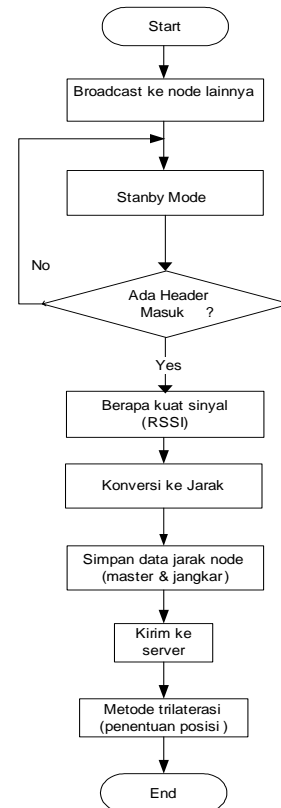 Start
Broadcast ke node lainnya
Stanby Mode
No
Ada Header
Masuk ?
Yes
Berapa kuat sinyal
(RSSI)
Konversi ke Jarak
Simpan data jarak node
(master & jangkar)
Kirim ke
server
Metode trilaterasi
(penentuan posisi )
End